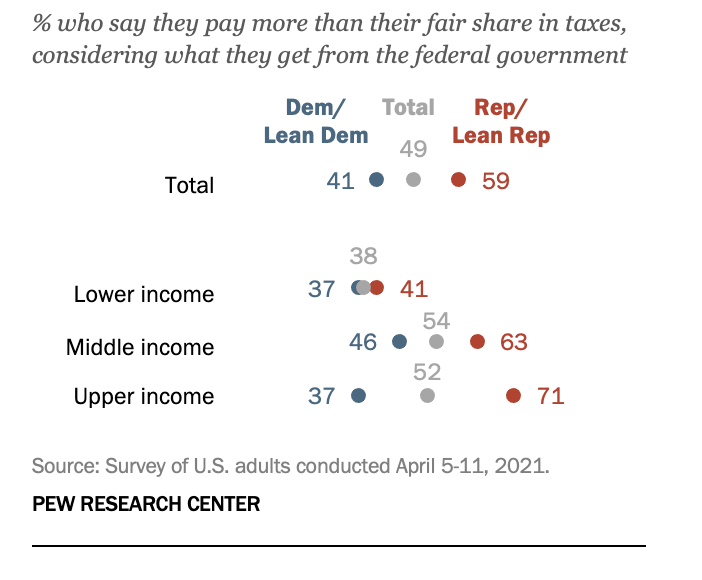 % who say they pay more than their fair share in taxes,
considering what they get from the federal government
Dem/ Total Rep/
Lean Dem Lean Rep
49
Total 41 59
38
Lower income 37 41
54
Middle income 46 63
52
Upper income 37 71
Source: Survey of U.S. adults conducted April 5-11, 2021.
PEW RESEARCH CENTER